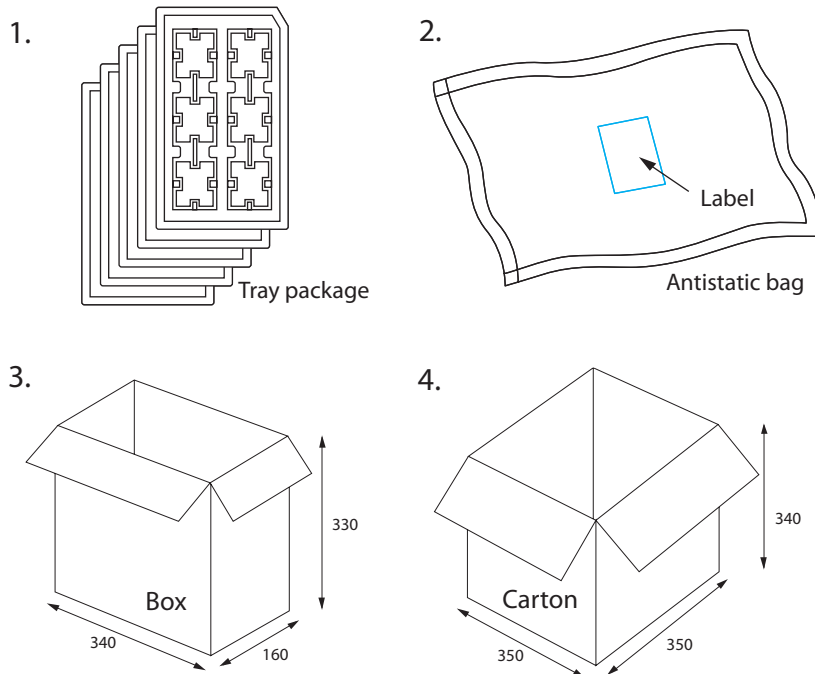 1.
Tray package
2.
Label
Antistatic bag
3.
Box
330
340
160
4.
Carton
340
350
350